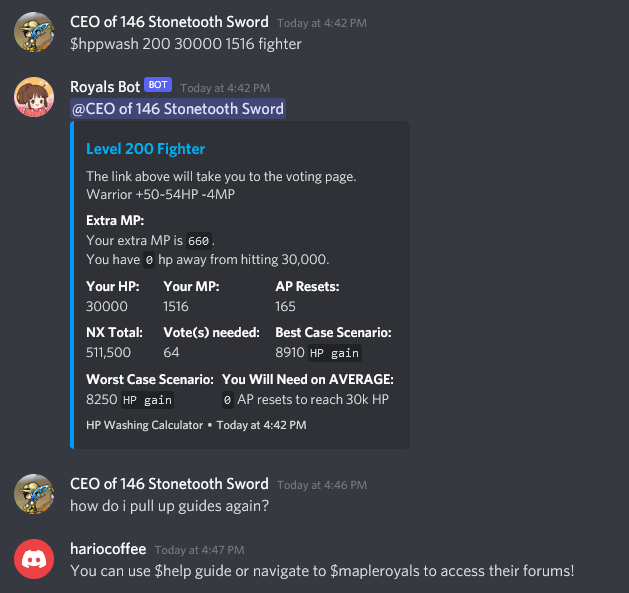 CEO of 146 Stonetooth Sword Today at 4:42 PM
$hppwash 200 30000 1516 fighter
Royals Bot BOT Today at 4:42 PM
@CEO of 146 Stonetooth Sword
Level 200 Fighter
The link above will take you to the voting page.
Warrior +50~54HP -4MP
Extra MP:
Your extra MP is 660.
You have 0 hp away from hitting 30,000.
Your HP: Your MP: AP Resets:
30000 1516 165
NX Total: Vote(s) needed: Best Case Scenario:
511,500 64 8910 HP gain
Worst Case Scenario: You Will Need on AVERAGE:
8250 HP gain 0 AP resets to reach 30k HP
HP Washing Calculator • Today at 4:42 PM
CEO of 146 Stonetooth Sword Today at 4:46 PM
how do i pull up guides again?
hariocoffee Today at 4:47 PM
You can use $help guide or navigate to $mapleroyals to access their forums!